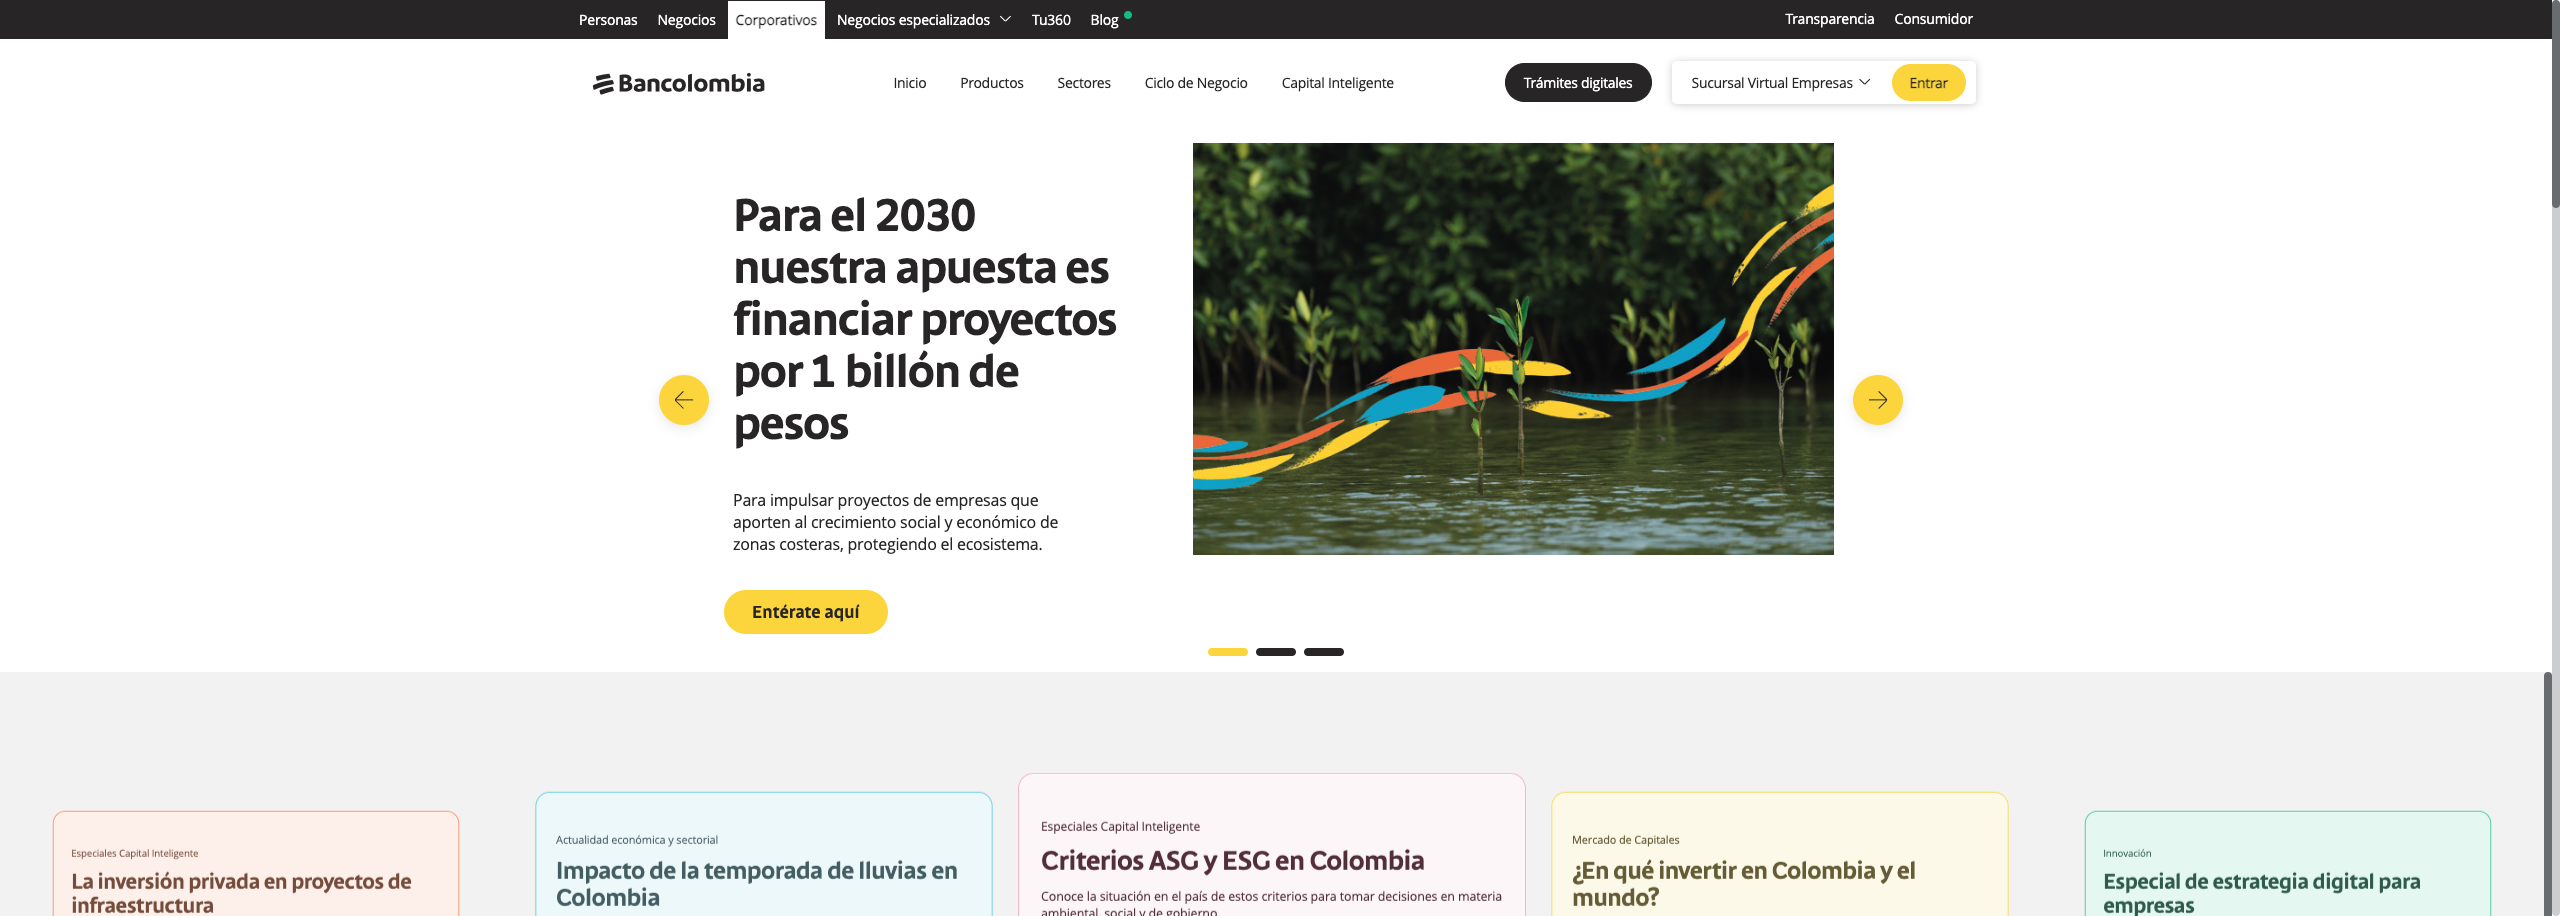 Personas Negocios Corporativos Negocios especializados Tu360 Blog Transparencia Consumidor
Bancolombia Inicio Productos Sectores Ciclo de Negocio Capital Inteligente Trámites digitales Sucursal Virtual Empresas Entrar
Para el 2030
nuestra apuesta es
financiar proyectos
por 1 billón de
pesos
Para impulsar proyectos de empresas que
aporten al crecimiento social y económico de
zonas costeras, protegiendo el ecosistema.
Entérate aquí
Especiales Capital Inteligente
La inversión privada en proyectos de
infraestructura
Actualidad económica y sectorial
Impacto de la temporada de lluvias en
Colombia
Especiales Capital Inteligente
Criterios ASG y ESG en Colombia
Conoce la situación en el país de estos criterios para tomar decisiones en materia
ambiental, social y de gobierno.
Mercado de Capitales
¿En qué invertir en Colombia y el
mundo?
Innovación
Especial de estrategia digital para
empresas